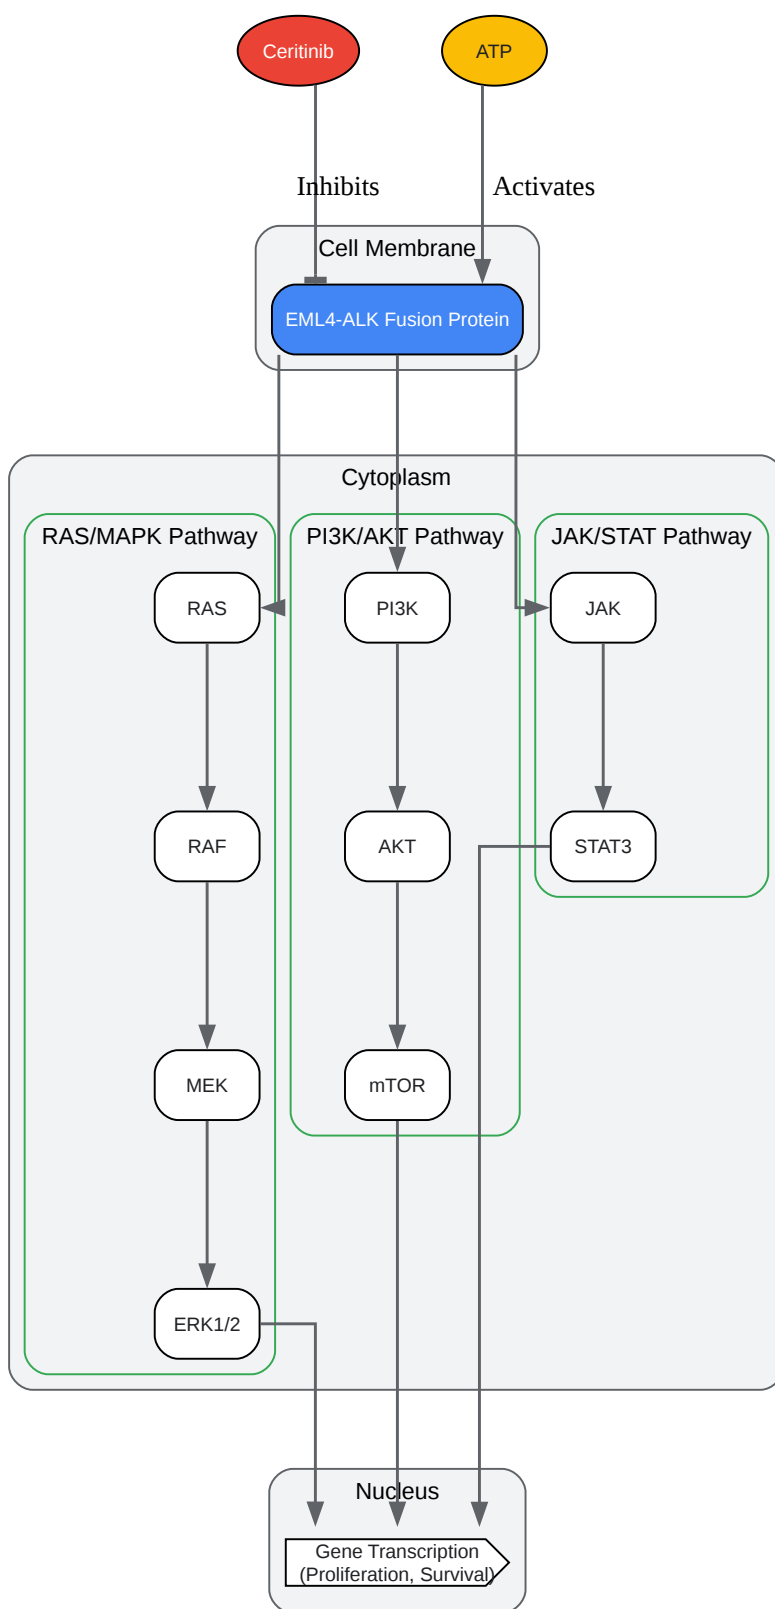 Ceritinib
ATP
Inhibits
Activates
Cell Membrane
EML4-ALK Fusion Protein
Cytoplasm
RAS/MAPK Pathway
PI3K/AKT Pathway
JAK/STAT Pathway
RAS
PI3K
JAK
RAF
AKT
STAT3
MEK
mTOR
ERK1/2
Nucleus
Gene Transcription
(Proliferation, Survival)